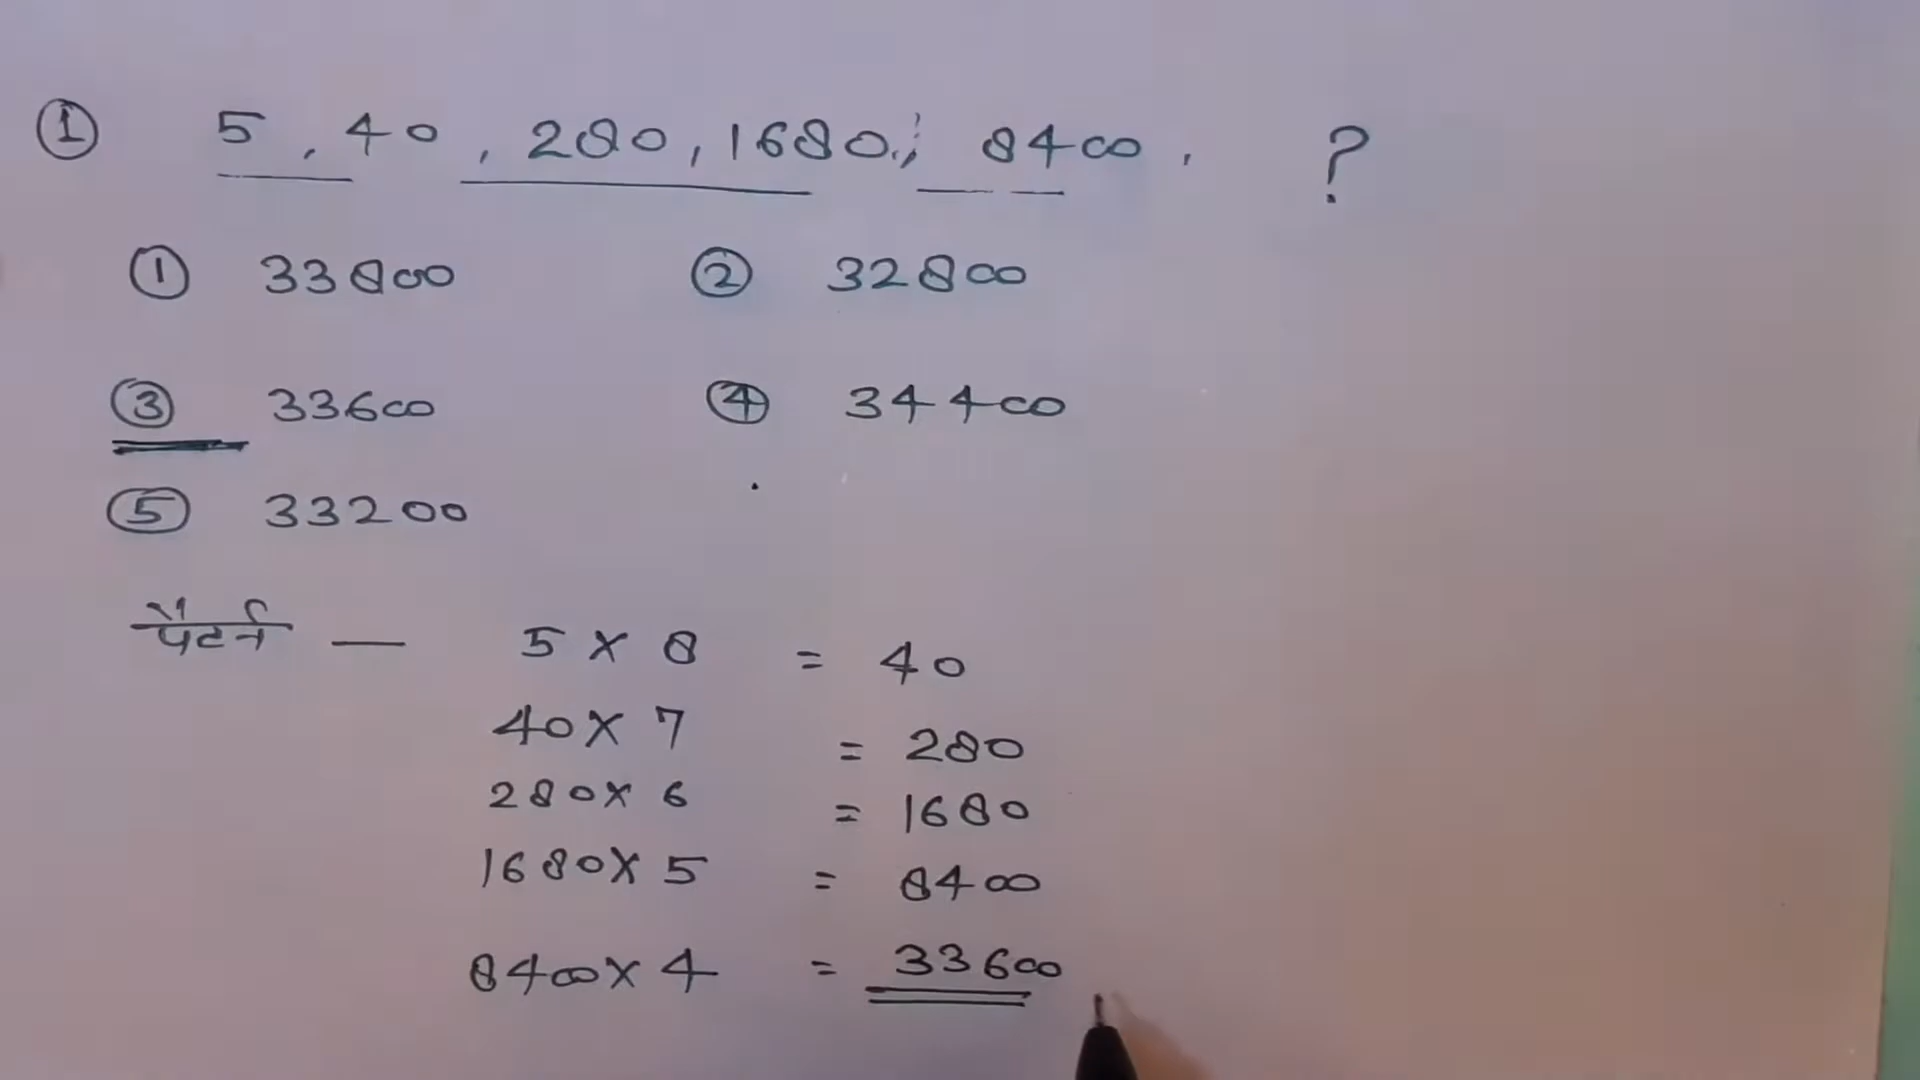 ① 5, 40, 280, 1680, 8400, ?
① 33800 ② 32800
③ 33600 ④ 34400
⑤ 33200
पैटर्न — 5 x 8 = 40
40 x 7 = 280
280 x 6 = 1680
1680 x 5 = 8400
8400 x 4 = 33600